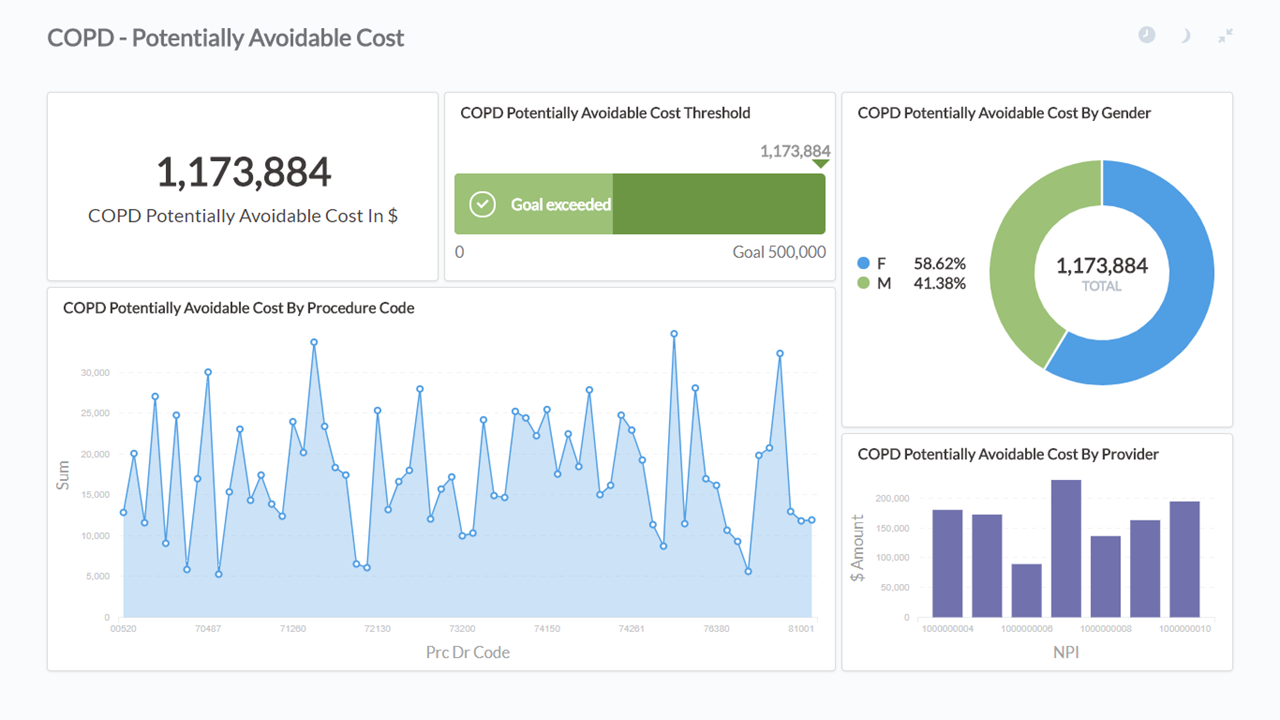 COPD - Potentially Avoidable Cost
1,173,884
COPD Potentially Avoidable Cost In $
COPD Potentially Avoidable Cost Threshold
1,173,884
Goal exceeded
0
Goal 500,000
COPD Potentially Avoidable Cost By Gender
F 58.62%
M 41.38%
1,173,884
TOTAL
COPD Potentially Avoidable Cost By Procedure Code
Sum
30,000
25,000
20,000
15,000
10,000
5,000
0
00520 70487 71260 72130 73200 74150 74261 76380 81001
Prc Dr Code
COPD Potentially Avoidable Cost By Provider
$ Amount
200,000
150,000
100,000
50,000
0
1000000004 1000000006 1000000008 1000000010
NPI